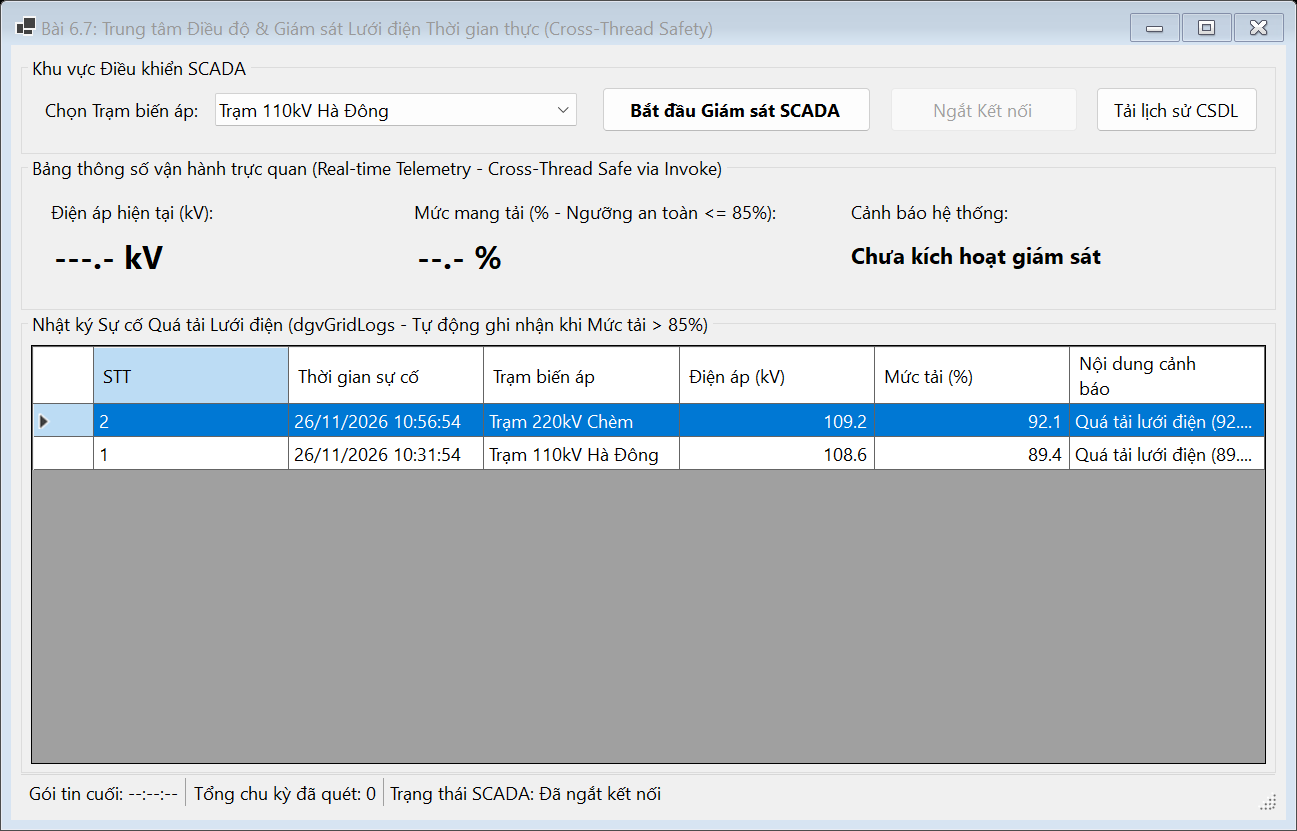 Bài 6.7: Trung tâm Điều độ & Giám sát Lưới điện Thời gian thực (Cross-Thread Safety)
Khu vực Điều khiển SCADA
Chọn Trạm biến áp: Trạm 110kV Hà Đông Bắt đầu Giám sát SCADA Ngắt Kết nối Tải lịch sử CSDL
Bảng thông số vận hành trực quan (Real-time Telemetry - Cross-Thread Safe via Invoke)
Điện áp hiện tại (kV): Mức mang tải (% - Ngưỡng an toàn <= 85%): Cảnh báo hệ thống:
---.- kV --.- % Chưa kích hoạt giám sát
Nhật ký Sự cố Quá tải Lưới điện (dgvGridLogs - Tự động ghi nhận khi Mức tải > 85%)
STT Thời gian sự cố Trạm biến áp Điện áp (kV) Mức tải (%) Nội dung cảnh báo
2 26/11/2026 10:56:54 Trạm 220kV Chèm 109.2 92.1 Quá tải lưới điện (92....
1 26/11/2026 10:31:54 Trạm 110kV Hà Đông 108.6 89.4 Quá tải lưới điện (89....
Gói tin cuối: --:--:-- Tổng chu kỳ đã quét: 0 Trạng thái SCADA: Đã ngắt kết nối